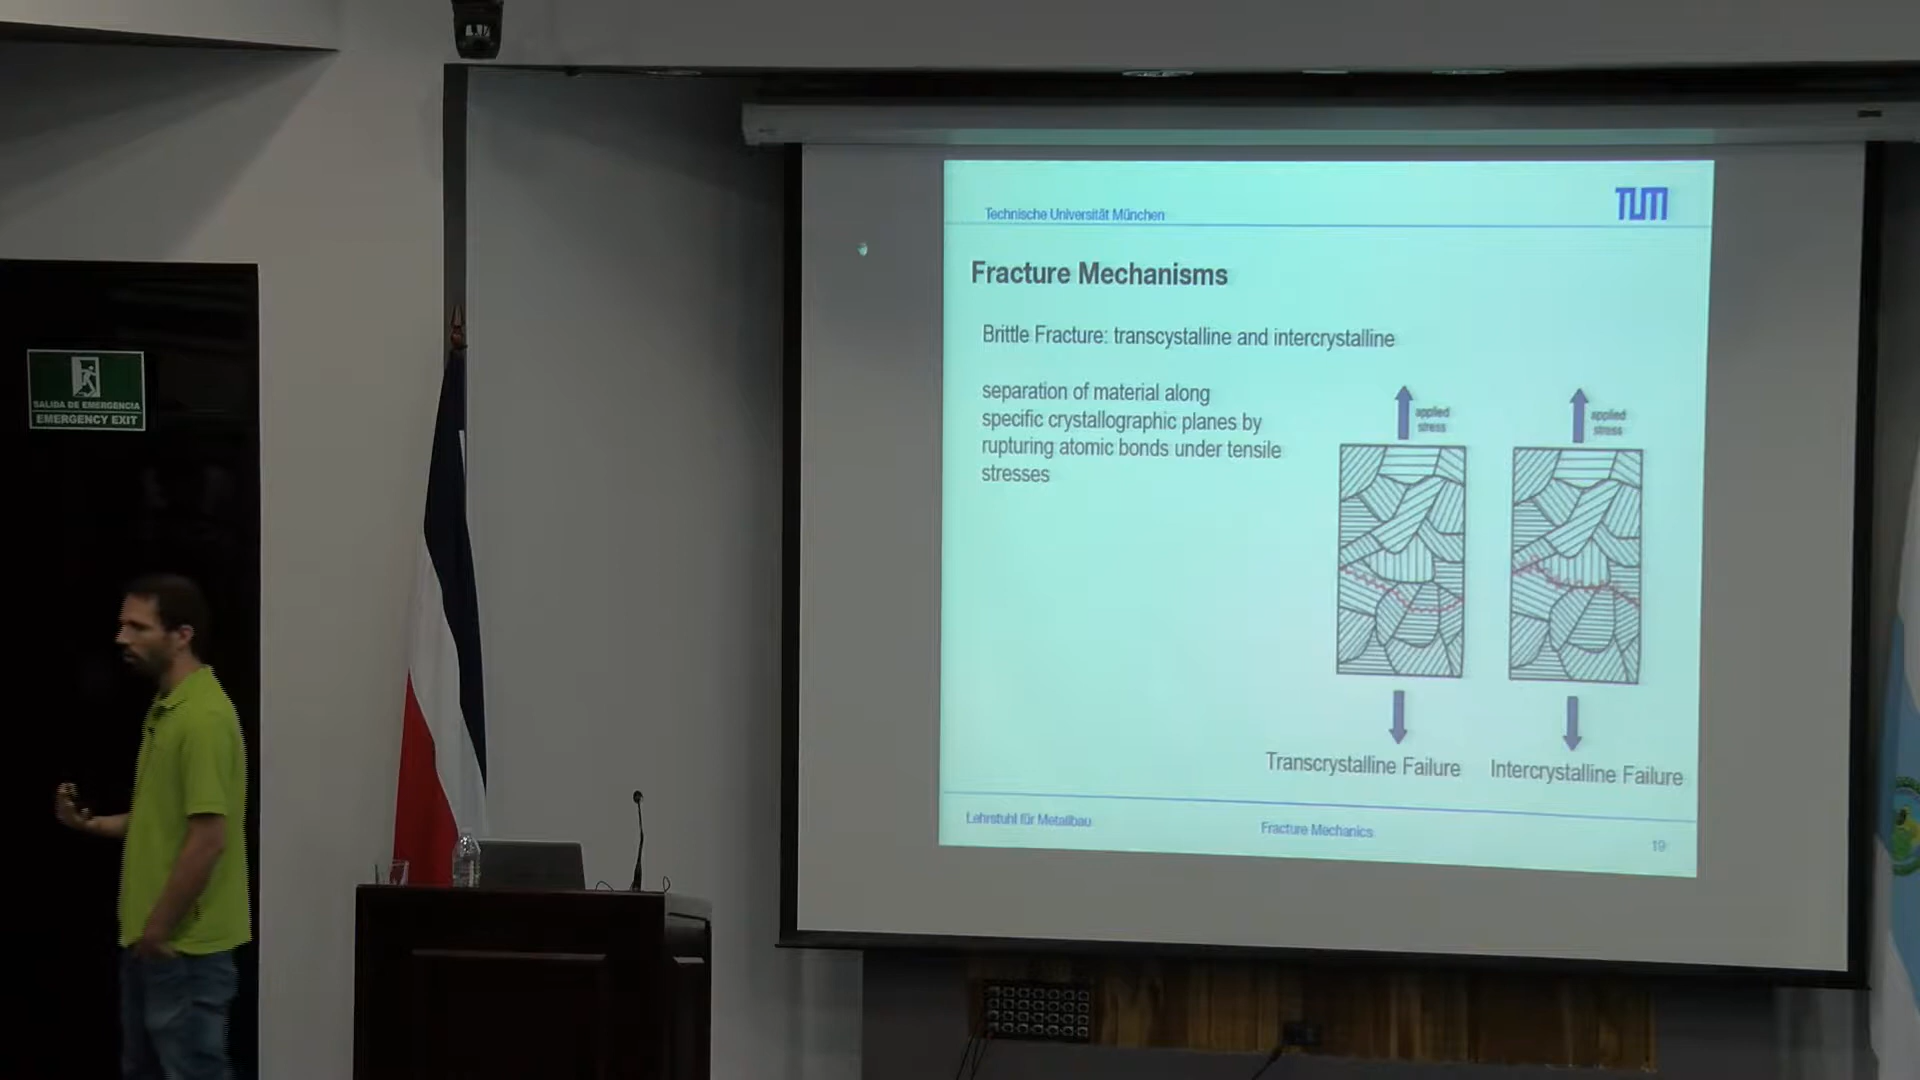 SALIDA DE EMERGENCIA
EMERGENCY EXIT
Technische Universität München
TUM
Fracture Mechanisms
Brittle Fracture: transcystalline and intercrystalline
separation of material along
specific crystallographic planes by
rupturing atomic bonds under tensile
stresses
applied
stress
applied
stress
Transcrystalline Failure
Intercrystalline Failure
Lehrstuhl für Metallbau
Fracture Mechanics
19